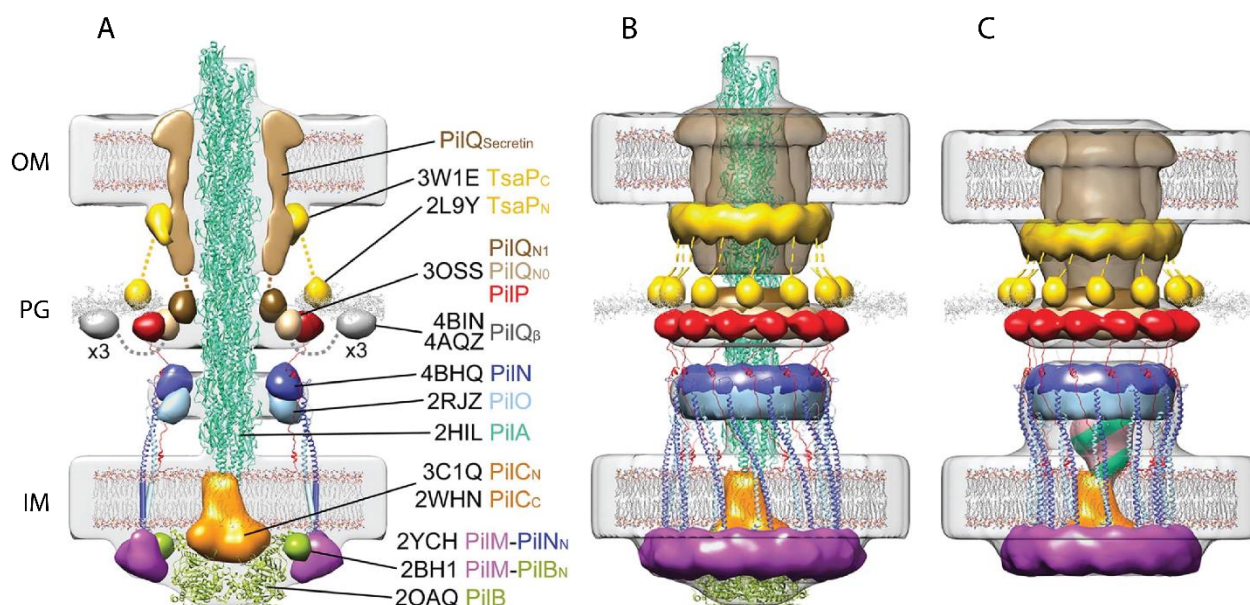 A
B
C
OM
PG
IM
PilQSecretin
3W1E TsaPC
2L9Y TsaPN
PilQN1
3OSS PilQN0
PilP
4BIN
4AQZ PilQβ
x3
x3
4BHQ PilN
2RJZ PilO
2HIL PilA
3C1Q PilCN
2WHN PilCC
2YCH PilM-PilNN
2BH1 PilM-PilBN
2OAQ PilB